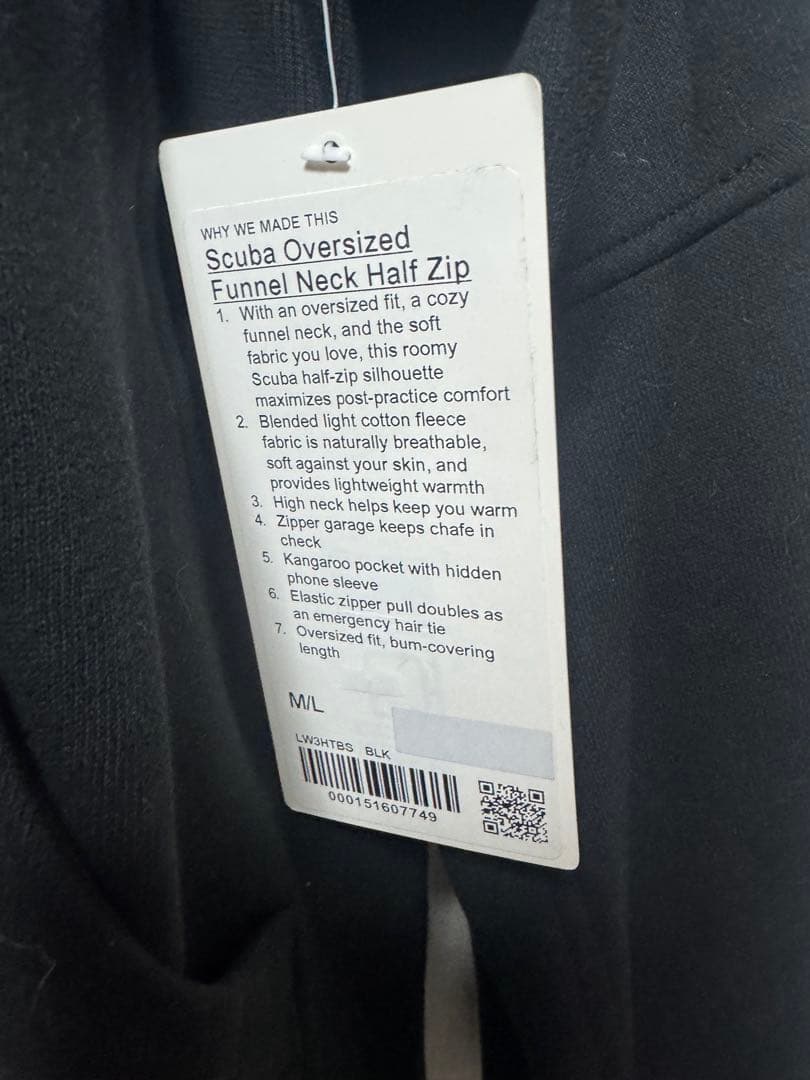 WHY WE MADE THIS
Scuba Oversized
Funnel Neck Half Zip
1. With an oversized fit, a cozy
funnel neck, and the soft
fabric you love, this roomy
Scuba half-zip silhouette
maximizes post-practice comfort
2. Blended light cotton fleece
fabric is naturally breathable,
soft against your skin, and
provides lightweight warmth
3. High neck helps keep you warm
4. Zipper garage keeps chafe in
check
5. Kangaroo pocket with hidden
phone sleeve
6. Elastic zipper pull doubles as
an emergency hair tie
7. Oversized fit, bum-covering
length
M/L
LW3HTBS BLK
000151607749